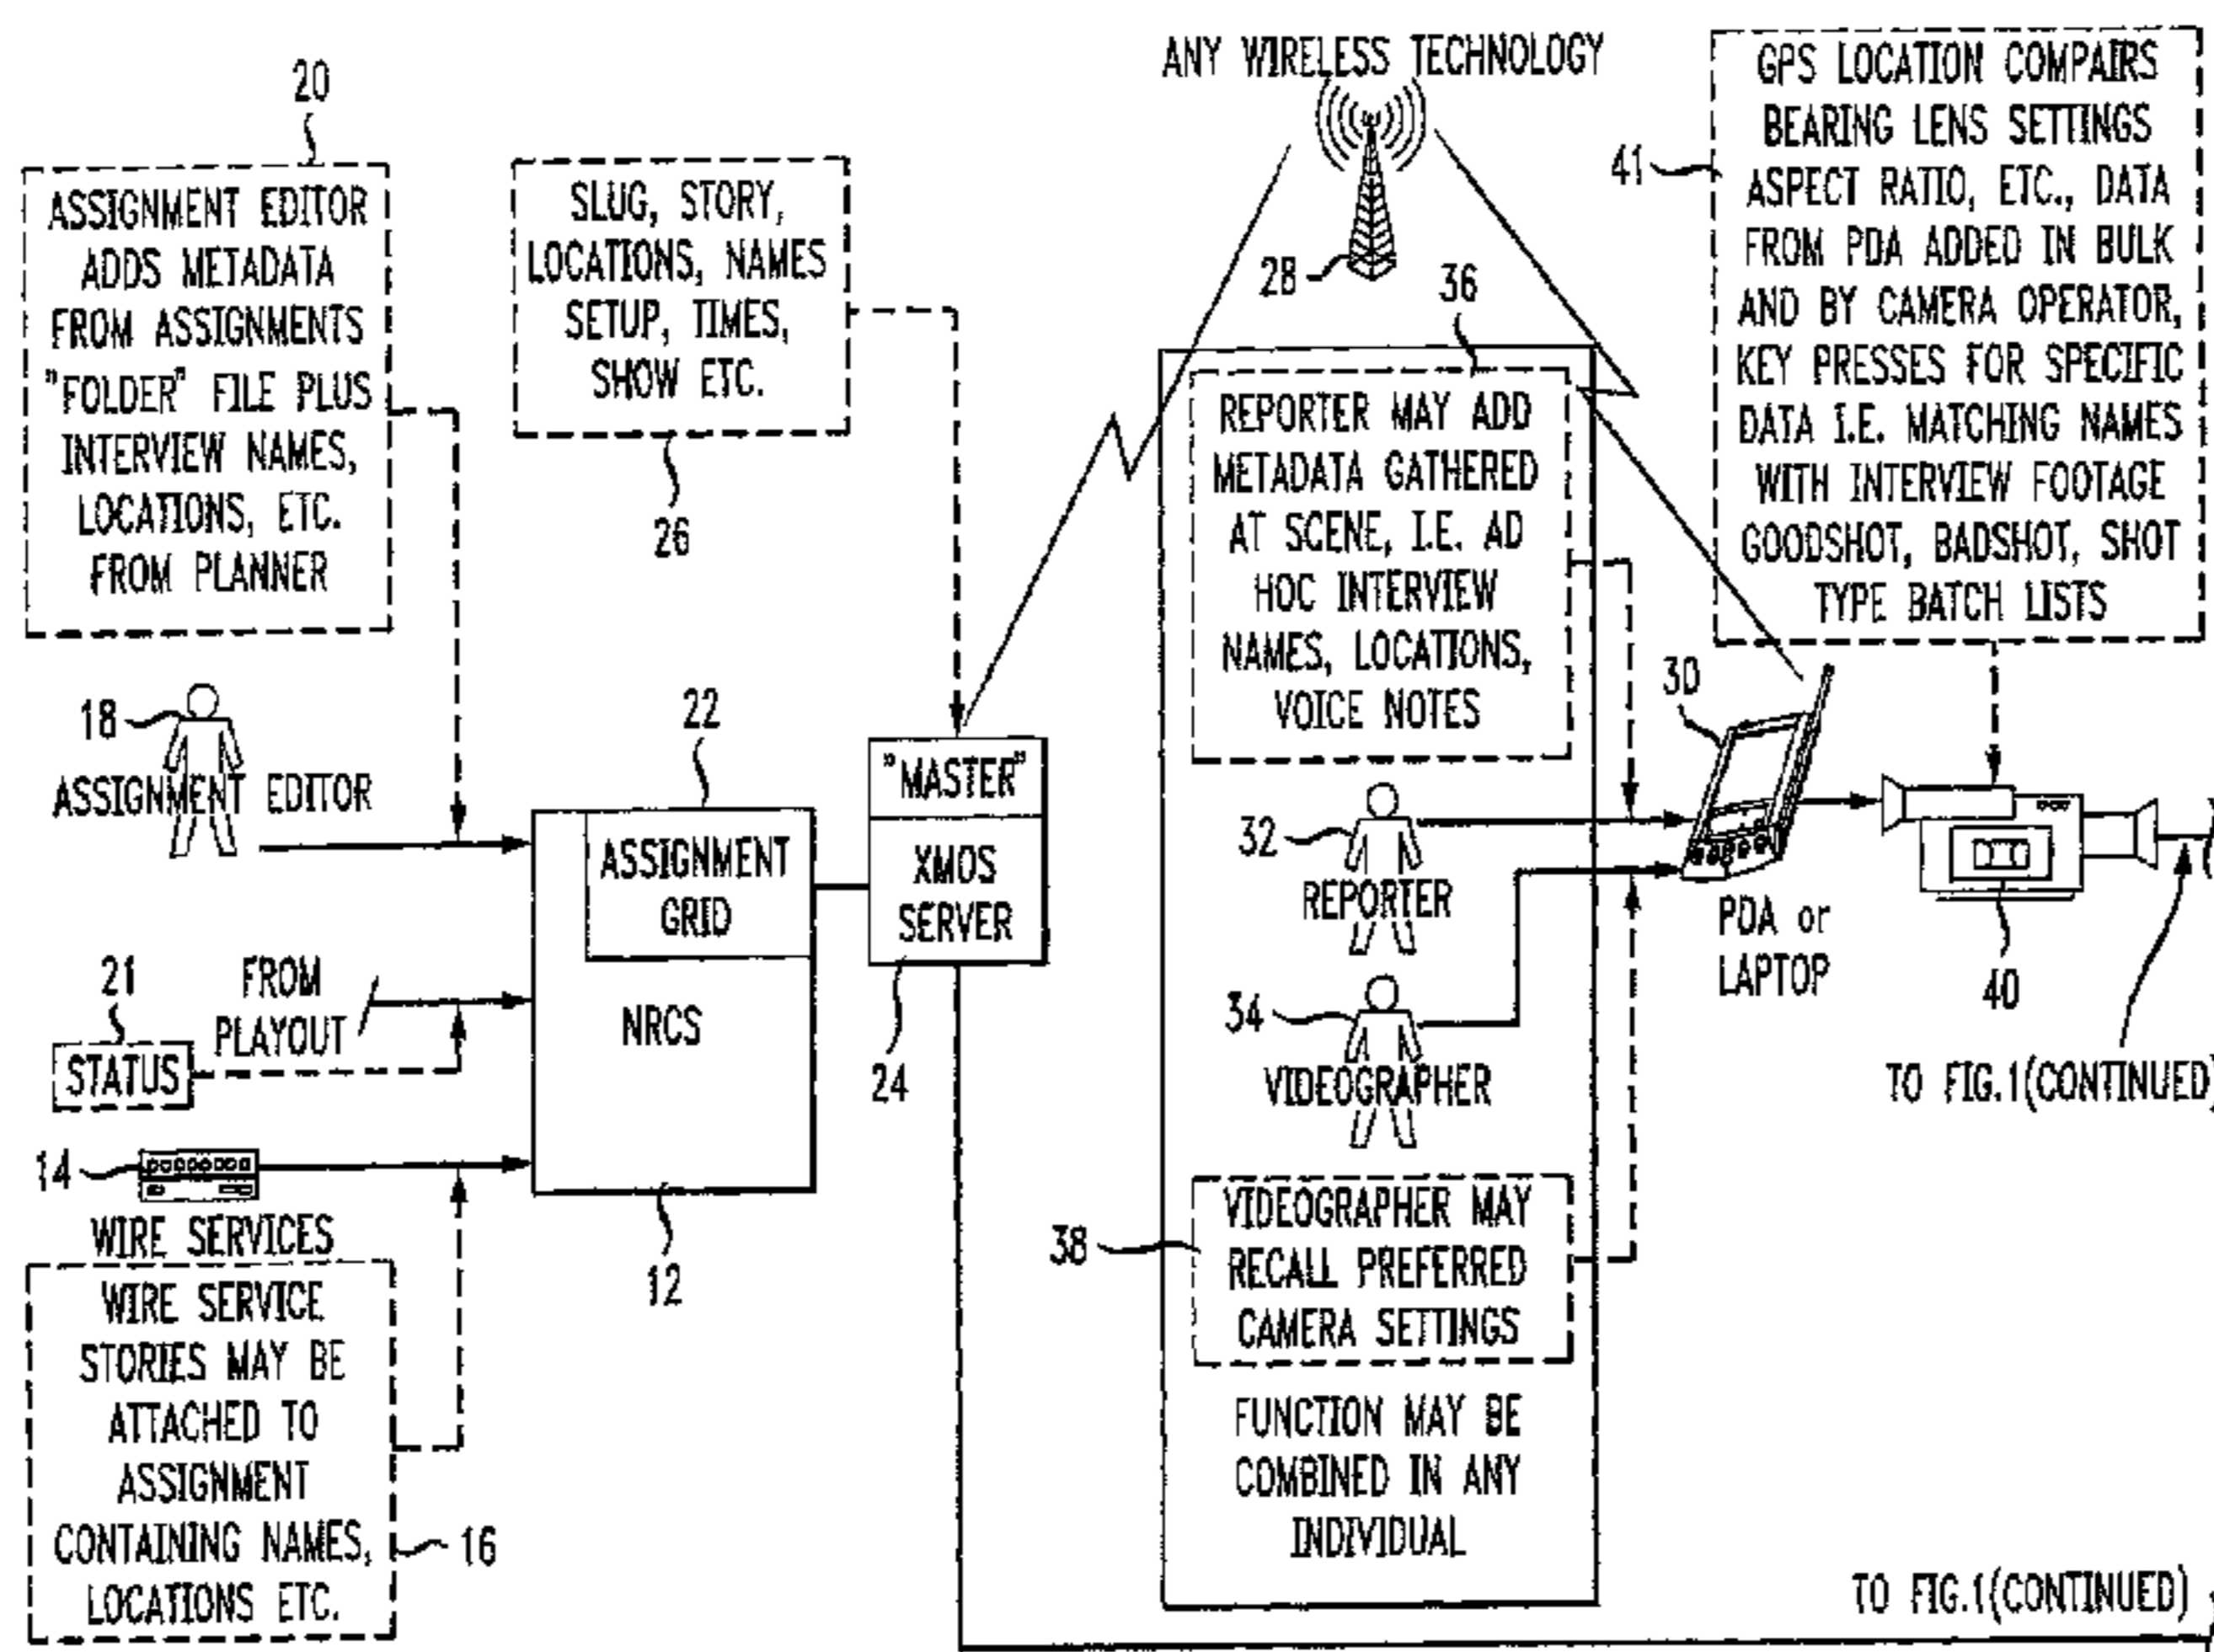 20
ASSIGNMENT EDITOR
ADDS METADATA
FROM ASSIGNMENTS
"FOLDER" FILE PLUS
INTERVIEW NAMES,
LOCATIONS, ETC.
FROM PLANNER
SLUG, STORY,
LOCATIONS, NAMES
SETUP, TIMES,
SHOW ETC.
26
ANY WIRELESS TECHNOLOGY
28
41
GPS LOCATION COMPAIRS
BEARING LENS SETTINGS
ASPECT RATIO, ETC., DATA
FROM PDA ADDED IN BULK
AND BY CAMERA OPERATOR,
KEY PRESSES FOR SPECIFIC
DATA I.E. MATCHING NAMES
WITH INTERVIEW FOOTAGE
GOODSHOT, BADSHOT, SHOT
TYPE BATCH LISTS
36
REPORTER MAY ADD
METADATA GATHERED
AT SCENE, I.E. AD
HOC INTERVIEW
NAMES, LOCATIONS,
VOICE NOTES
18
ASSIGNMENT EDITOR
22
ASSIGNMENT
GRID
NRCS
12
"MASTER"
XMOS
SERVER
24
21
STATUS
FROM
PLAYOUT
14
WIRE SERVICES
WIRE SERVICE
STORIES MAY BE
ATTACHED TO
ASSIGNMENT
CONTAINING NAMES,
LOCATIONS ETC.
16
32
REPORTER
34
VIDEOGRAPHER
38
VIDEOGRAPHER MAY
RECALL PREFERRED
CAMERA SETTINGS
FUNCTION MAY BE
COMBINED IN ANY
INDIVIDUAL
30
PDA or
LAPTOP
40
TO FIG.1(CONTINUED)
TO FIG.1(CONTINUED)